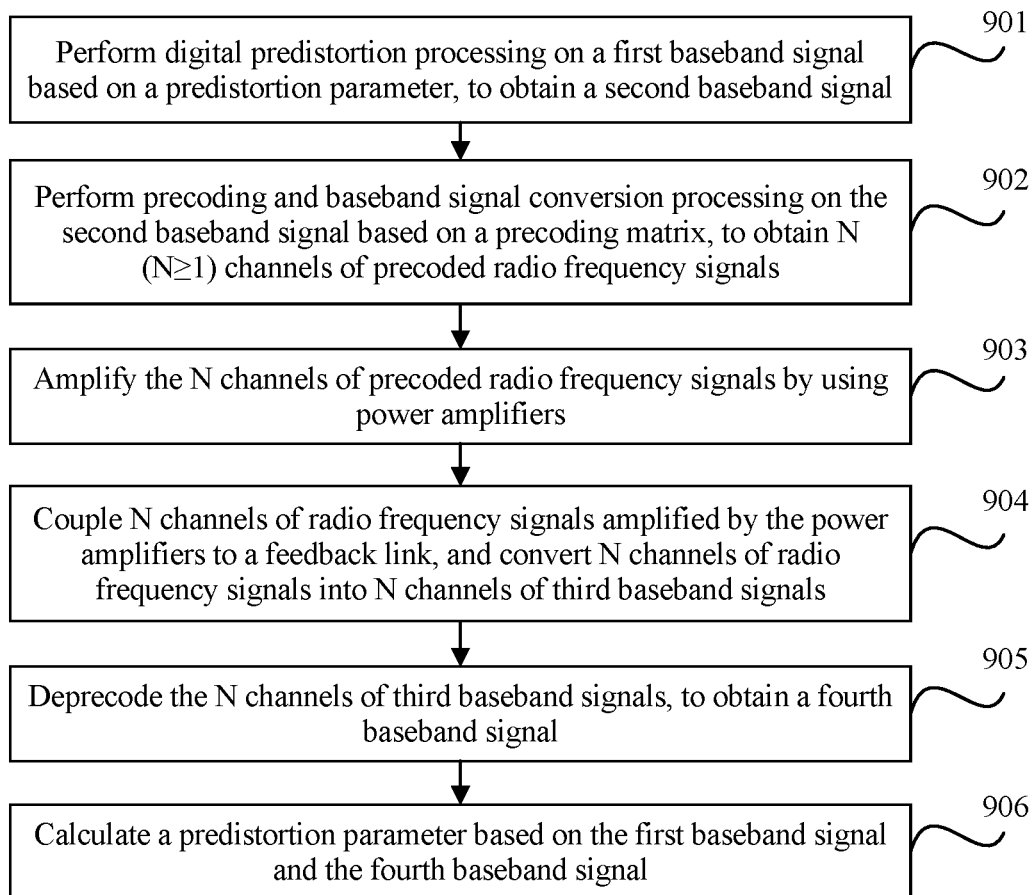 901
Perform digital predistortion processing on a first baseband signal
based on a predistortion parameter, to obtain a second baseband signal
902
Perform precoding and baseband signal conversion processing on the
second baseband signal based on a precoding matrix, to obtain N
(N≥1) channels of precoded radio frequency signals
903
Amplify the N channels of precoded radio frequency signals by using
power amplifiers
904
Couple N channels of radio frequency signals amplified by the power
amplifiers to a feedback link, and convert N channels of radio
frequency signals into N channels of third baseband signals
905
Deprecode the N channels of third baseband signals, to obtain a fourth
baseband signal
906
Calculate a predistortion parameter based on the first baseband signal
and the fourth baseband signal